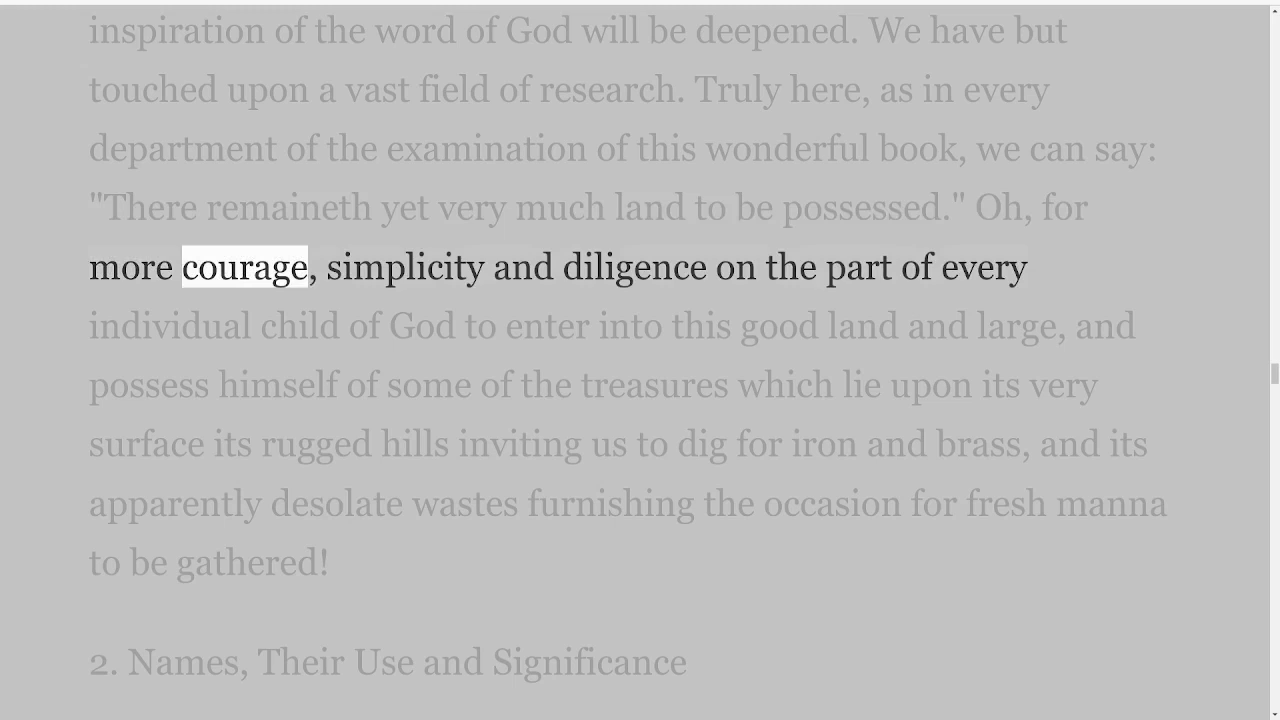 inspiration of the word of God will be deepened. We have but
touched upon a vast field of research. Truly here, as in every
department of the examination of this wonderful book, we can say:
"There remaineth yet very much land to be possessed." Oh, for
more courage, simplicity and diligence on the part of every
individual child of God to enter into this good land and large, and
possess himself of some of the treasures which lie upon its very
surface its rugged hills inviting us to dig for iron and brass, and its
apparently desolate wastes furnishing the occasion for fresh manna
to be gathered!
2. Names, Their Use and Significance